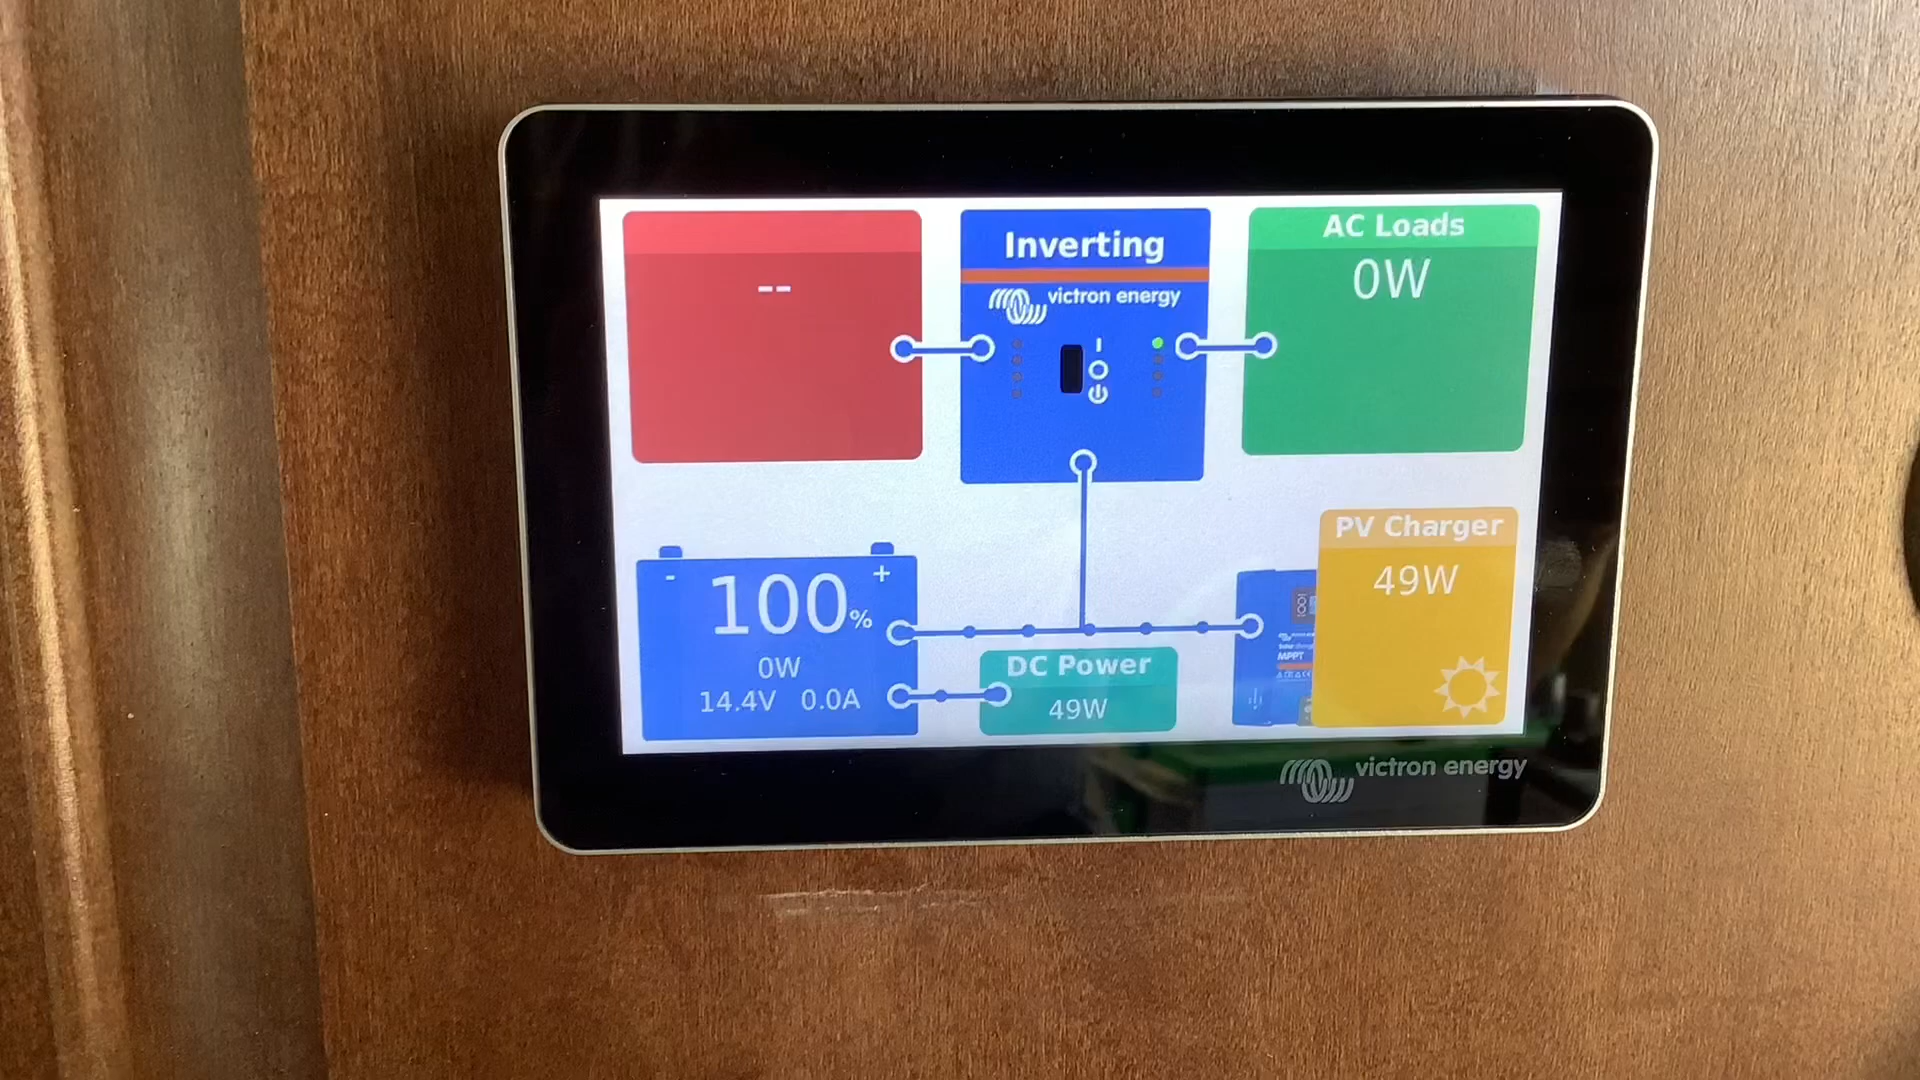 --
Inverting
victron energy
AC Loads
0W
- +
100%
0W
14.4V 0.0A
DC Power
49W
MPPT
PV Charger
49W
victron energy